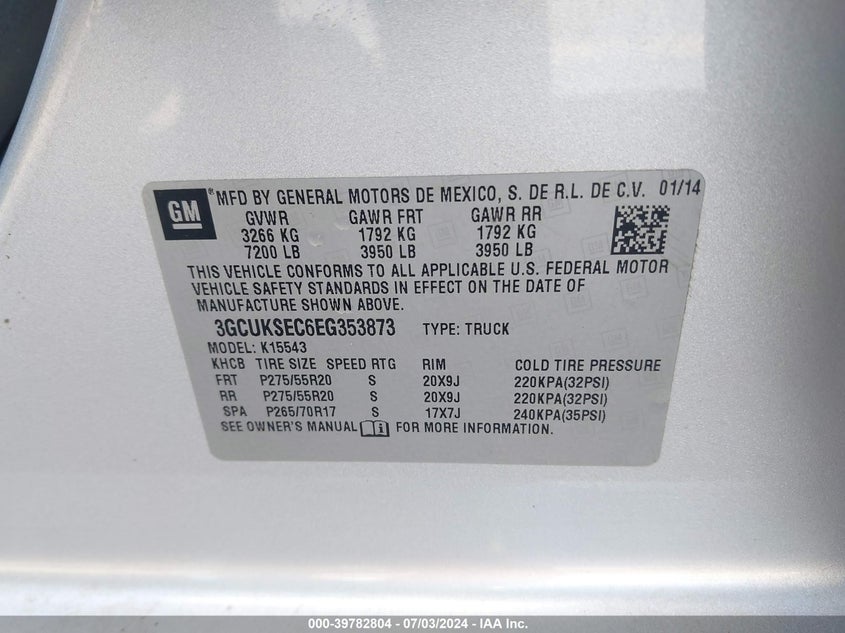 GM ® MFD BY GENERAL MOTORS DE MEXICO, S. DE R.L. DE C.V. 01/14
GVWR GAWR FRT GAWR RR
3266 KG 1792 KG 1792 KG
7200 LB 3950 LB 3950 LB
THIS VEHICLE CONFORMS TO ALL APPLICABLE U.S. FEDERAL MOTOR
VEHICLE SAFETY STANDARDS IN EFFECT ON THE DATE OF
MANUFACTURE SHOWN ABOVE.
3GCUKSEC6EG353873 TYPE: TRUCK
MODEL: K15543
KHCB TIRE SIZE SPEED RTG RIM COLD TIRE PRESSURE
FRT P275/55R20 S 20X9J 220KPA(32PSI)
RR P275/55R20 S 20X9J 220KPA(32PSI)
SPA P265/70R17 S 17X7J 240KPA(35PSI)
SEE OWNER'S MANUAL FOR MORE INFORMATION.
000-39782804 - 07/03/2024 - IAA Inc.